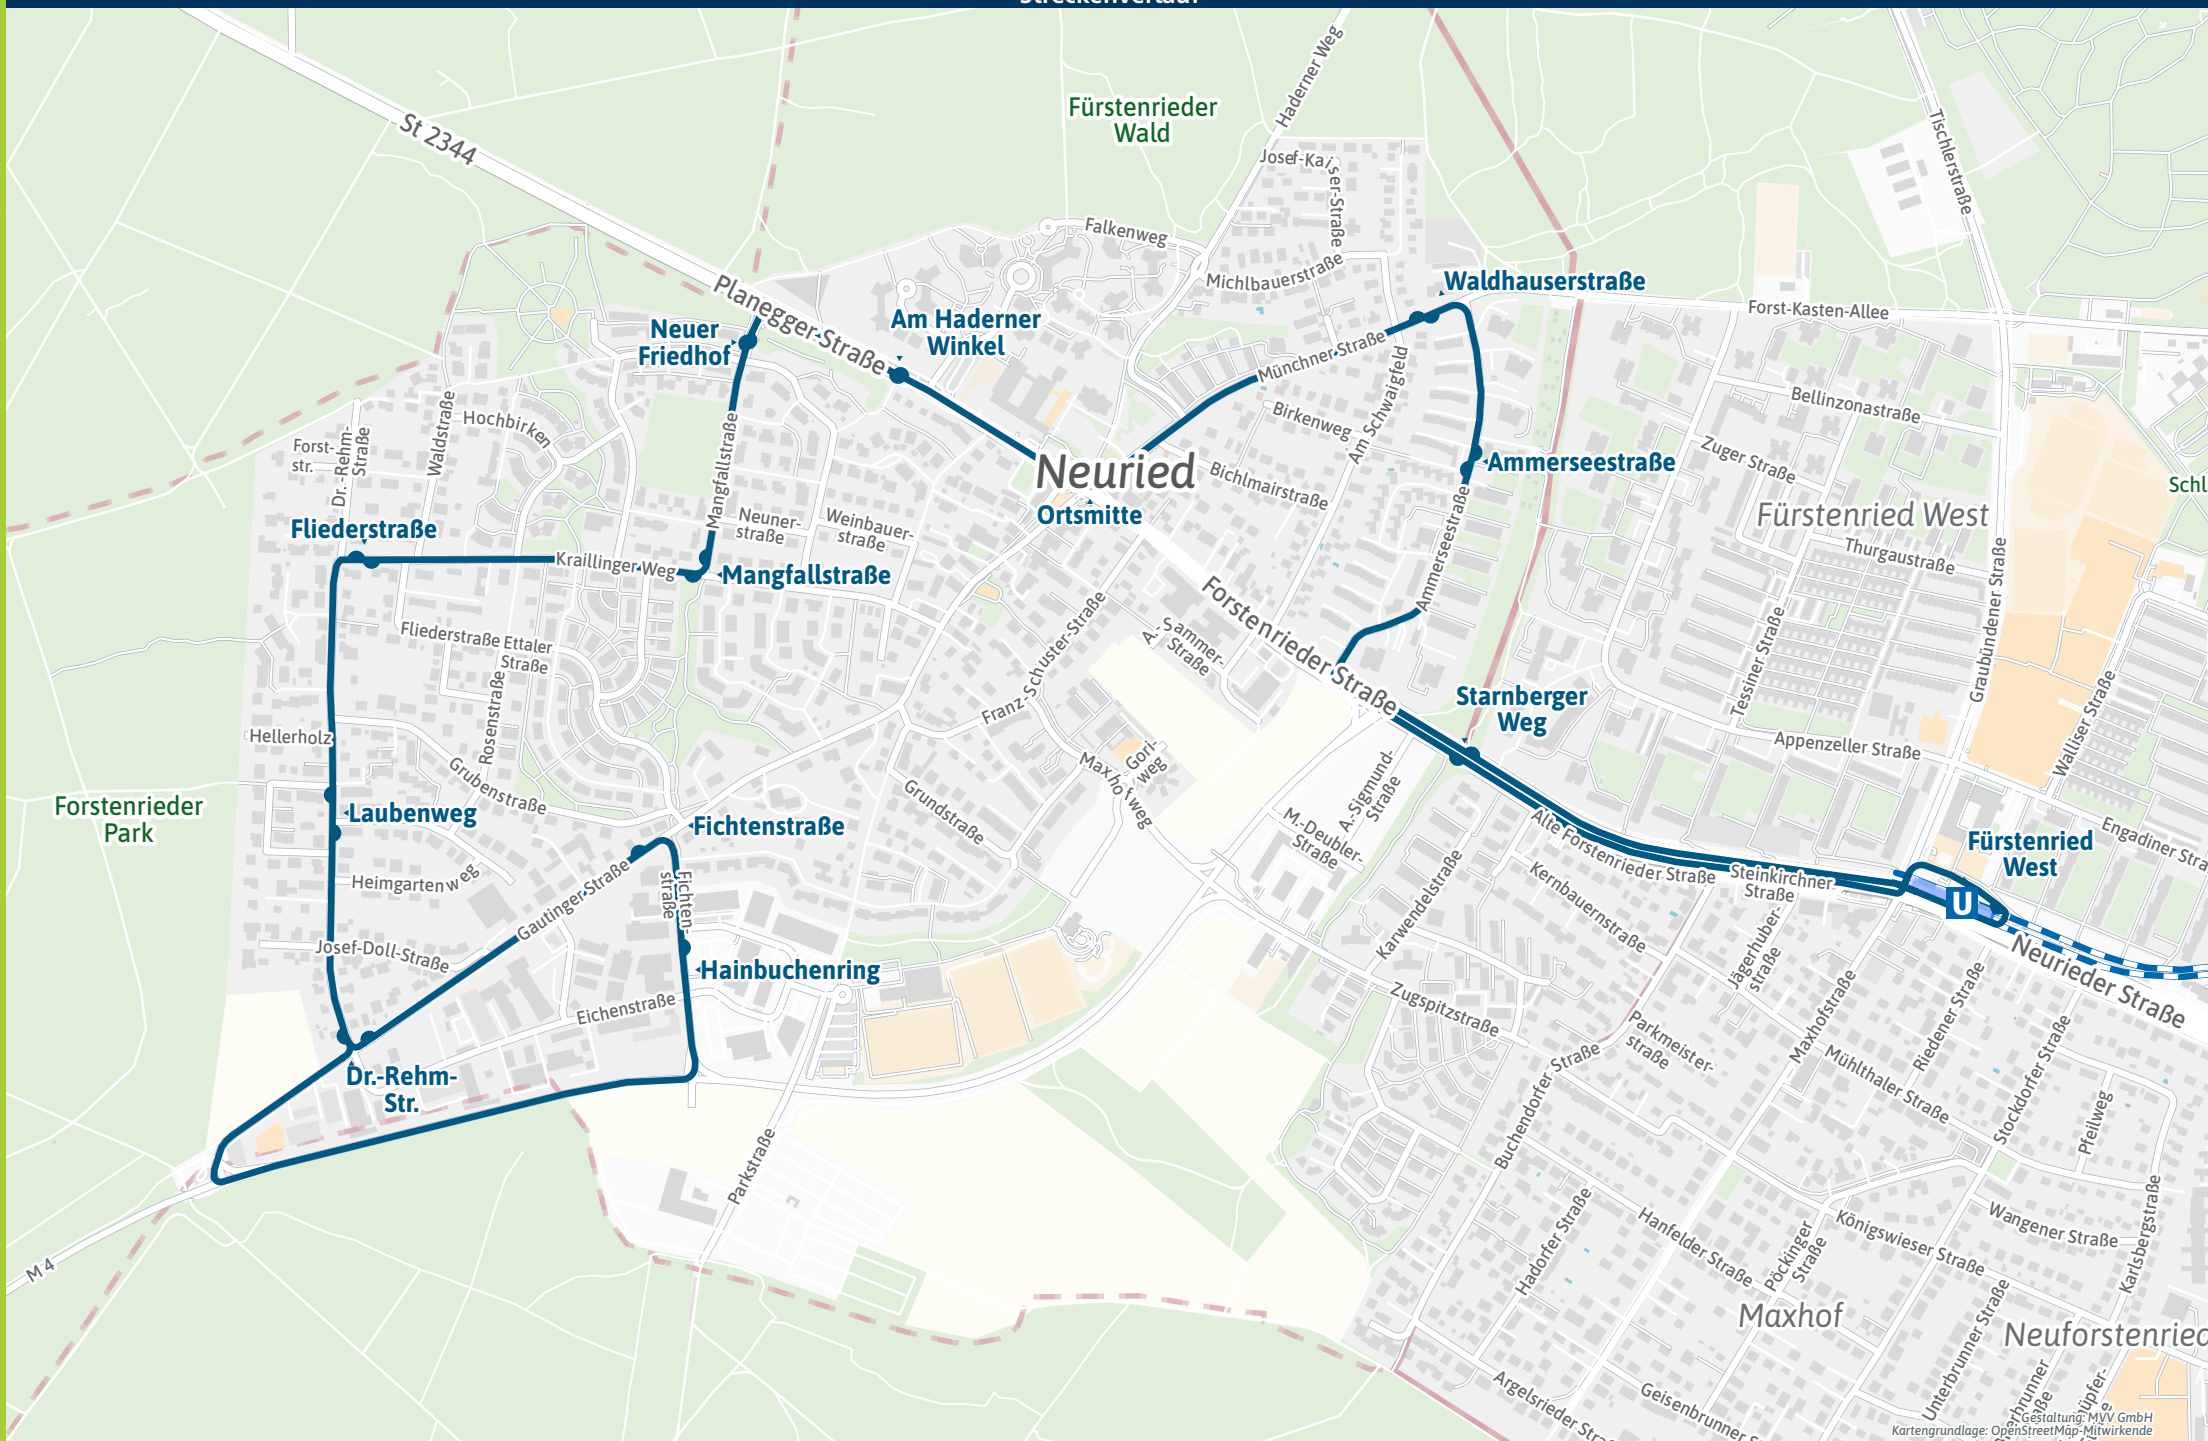 Streckenverlauf
Haderner Weg
Fürstenrieder
Wald
St 2344
Tischlerstraße
Josef-Kaiser-Straße
Falkenweg
Michlbauerstraße
Waldhauserstraße
Forst-Kasten-Allee
Planegger Straße
Neuer
Friedhof
Am Haderner
Winkel
Münchner Straße
Am Schwaigfeld
Birkenweg
Bichlmairstraße
Bellinzonastraße
Zuger Straße
Hochbirken
Waldstraße
Forst-
str.
Dr.-Rehm-
Straße
Mangfallstraße
Neuried
Ortsmitte
Ammerseestraße
Ammerseestraße
Fürstenried West
Schl
Fliederstraße
Kraillinger Weg
Mangfallstraße
Neuner-
straße
Weinbauer-
straße
Thurgaustraße
Graubündener Straße
Tessiner Straße
Forstenrieder Straße
A.-Sammer-
Straße
Franz-Schuster-Straße
Fliederstraße
Ettaler
Straße
Rosenstraße
Starnberger
Weg
Hellerholz
Appenzeller Straße
Walliser Straße
Gori-
weg
Maxhofweg
Grubenstraße
Grundstraße
A.-Sigmund-
Straße
M.-Deubler-
Straße
Forstenrieder
Park
Laubenweg
Fichtenstraße
Alte Forstenrieder Straße
Steinkirchner
Straße
Fürstenried
West
U
Engadiner Stra
Heimgartenweg
Gautinger Straße
Fichten-
straße
Kernbauernstraße
Karwendelstraße
Jägerhuber-
straße
Neurieder Straße
Josef-Doll-Straße
Hainbuchenring
Eichenstraße
Zugspitzstraße
Parkmeister-
straße
Maxhofstraße
Riedener Straße
Stockdorfer Straße
Mühlthaler Straße
Dr.-Rehm-
Str.
Buchendorfer Straße
Pfeilweg
Parkstraße
Hadorfer Straße
Hanfelder Straße
Pöckinger
Straße
Königswieser Straße
Wangener Straße
Karlsbergstraße
M 4
Maxhof
Neuforstenried
Unterbrunner Straße
Argelsrieder Stra
Geisenbrunner S
Gestaltung: MVV GmbH
Kartengrundlage: OpenStreetMap-Mitwirkende